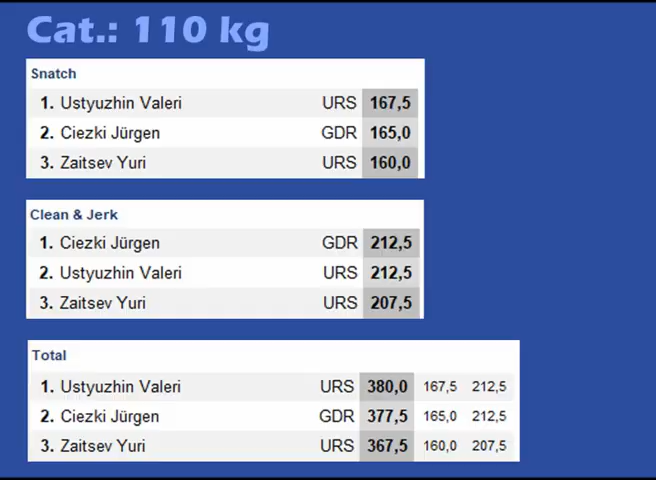 Cat.: 110 kg
Snatch
1. Ustyuzhin Valeri URS 167,5
2. Ciezki Jürgen GDR 165,0
3. Zaitsev Yuri URS 160,0
Clean & Jerk
1. Ciezki Jürgen GDR 212,5
2. Ustyuzhin Valeri URS 212,5
3. Zaitsev Yuri URS 207,5
Total
1. Ustyuzhin Valeri URS 380,0 167,5 212,5
2. Ciezki Jürgen GDR 377,5 165,0 212,5
3. Zaitsev Yuri URS 367,5 160,0 207,5